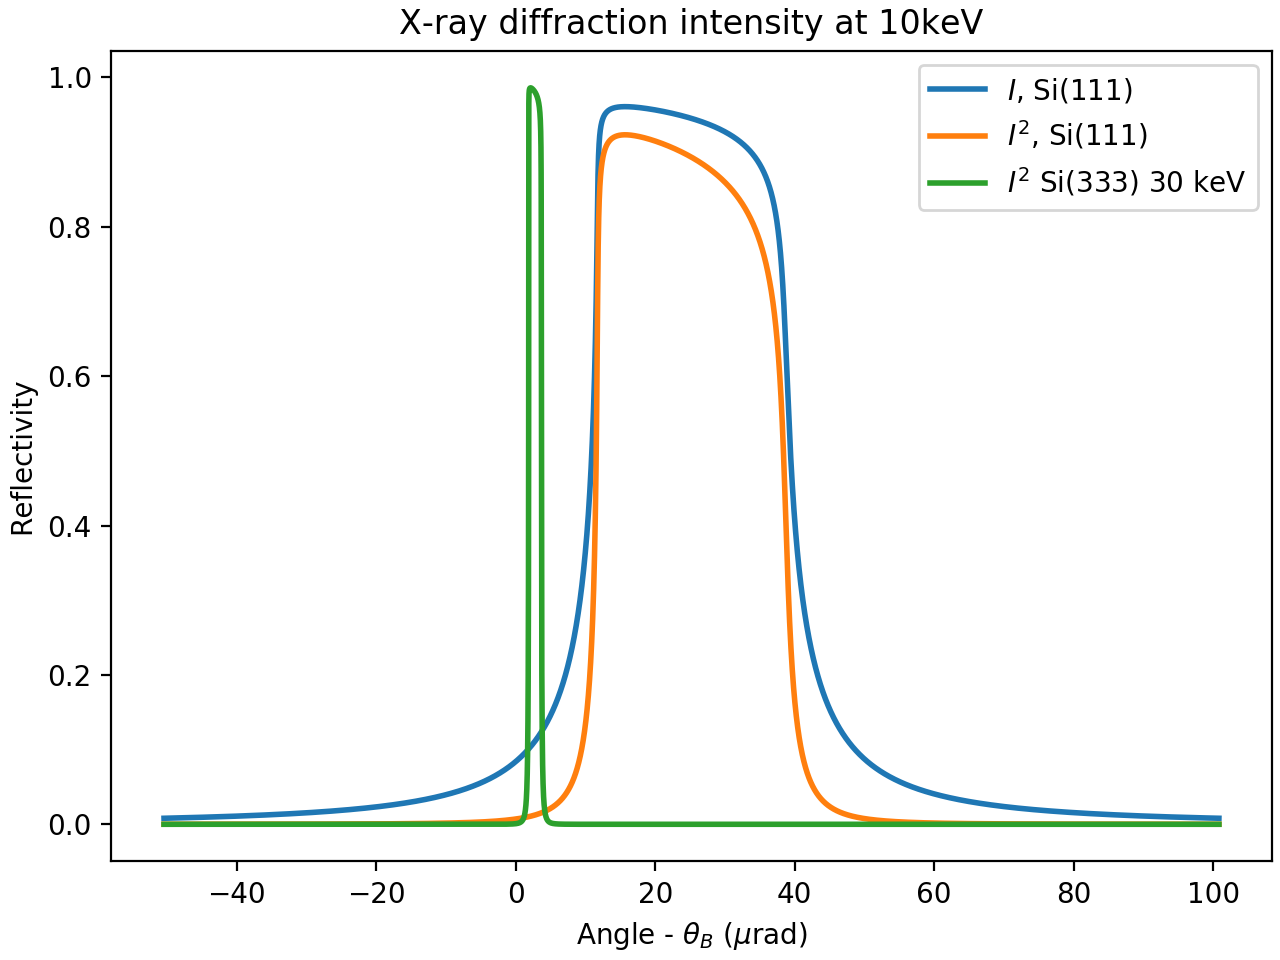 X-ray diffraction intensity at 10keV
I, Si(111)
I², Si(111)
I² Si(333) 30 keV
Reflectivity
1.0
0.8
0.6
0.4
0.2
0.0
−40 −20 0 20 40 60 80 100
Angle - θ_B (μrad)